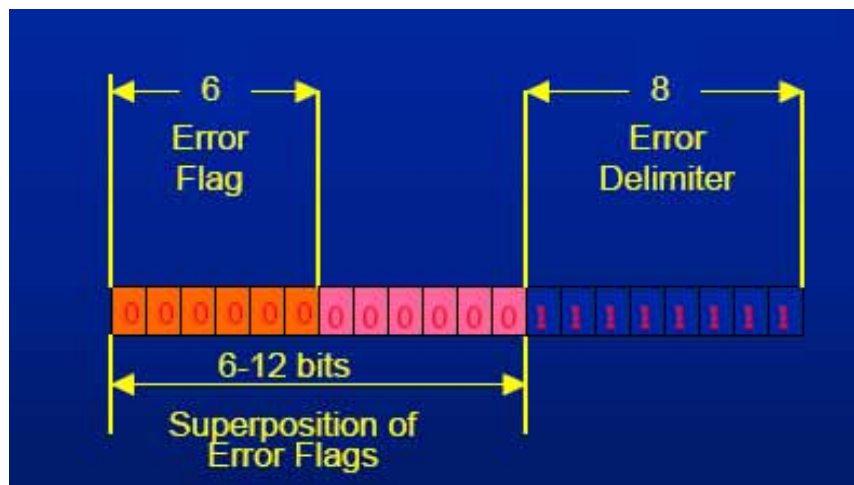 6
8
Error
Flag
Error
Delimiter
0 0 0 0 0 0 0 0 0 0 0 0 1 1 1 1 1 1 1 1
6-12 bits
Superposition of
Error Flags